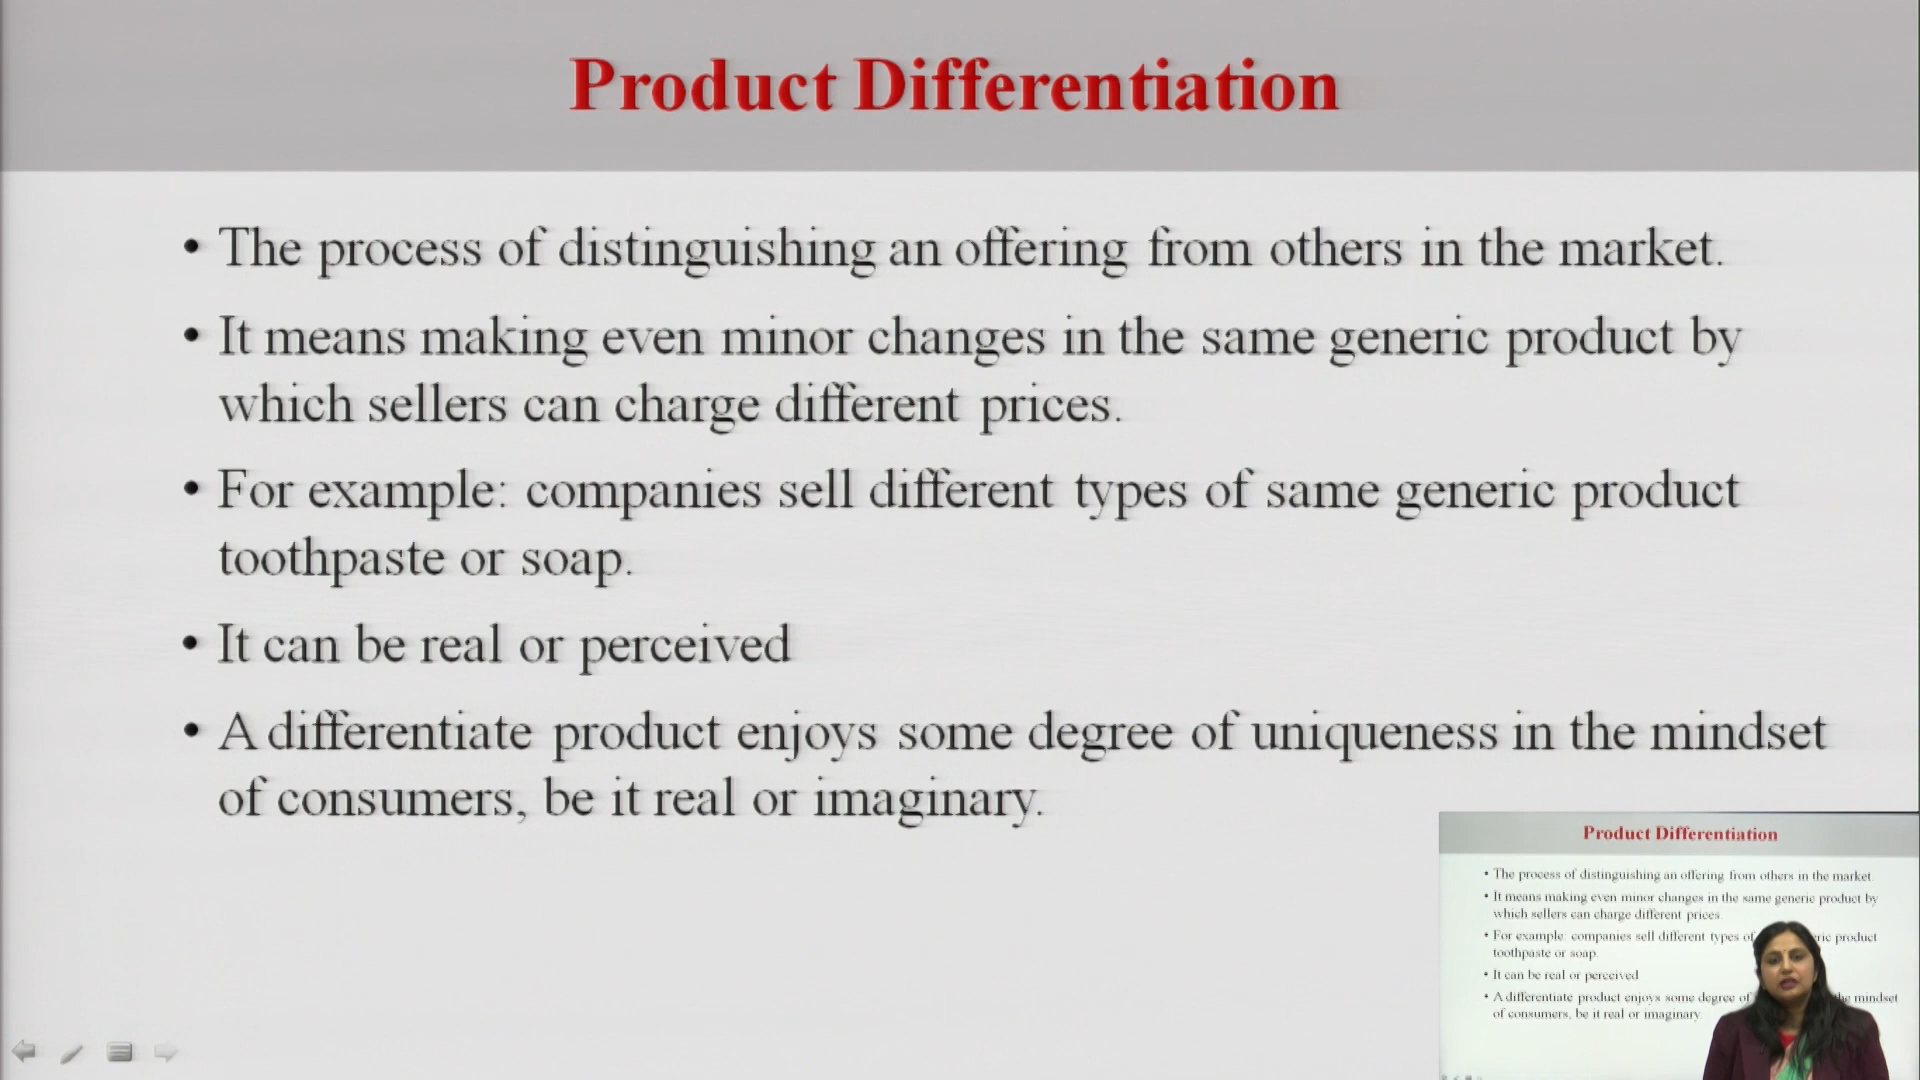 Product Differentiation
• The process of distinguishing an offering from others in the market.
• It means making even minor changes in the same generic product by
which sellers can charge different prices.
• For example: companies sell different types of same generic product
toothpaste or soap.
• It can be real or perceived
• A differentiate product enjoys some degree of uniqueness in the mindset
of consumers, be it real or imaginary.
Product Differentiation
• The process of distinguishing an offering from others in the market.
• It means making even minor changes in the same generic product by
which sellers can charge different prices
• For example: companies sell different types of product
toothpaste or soap.
• It can be real or perceived
• A differentiate product enjoys some degree of the mindset
of consumers, be it real or imaginary.